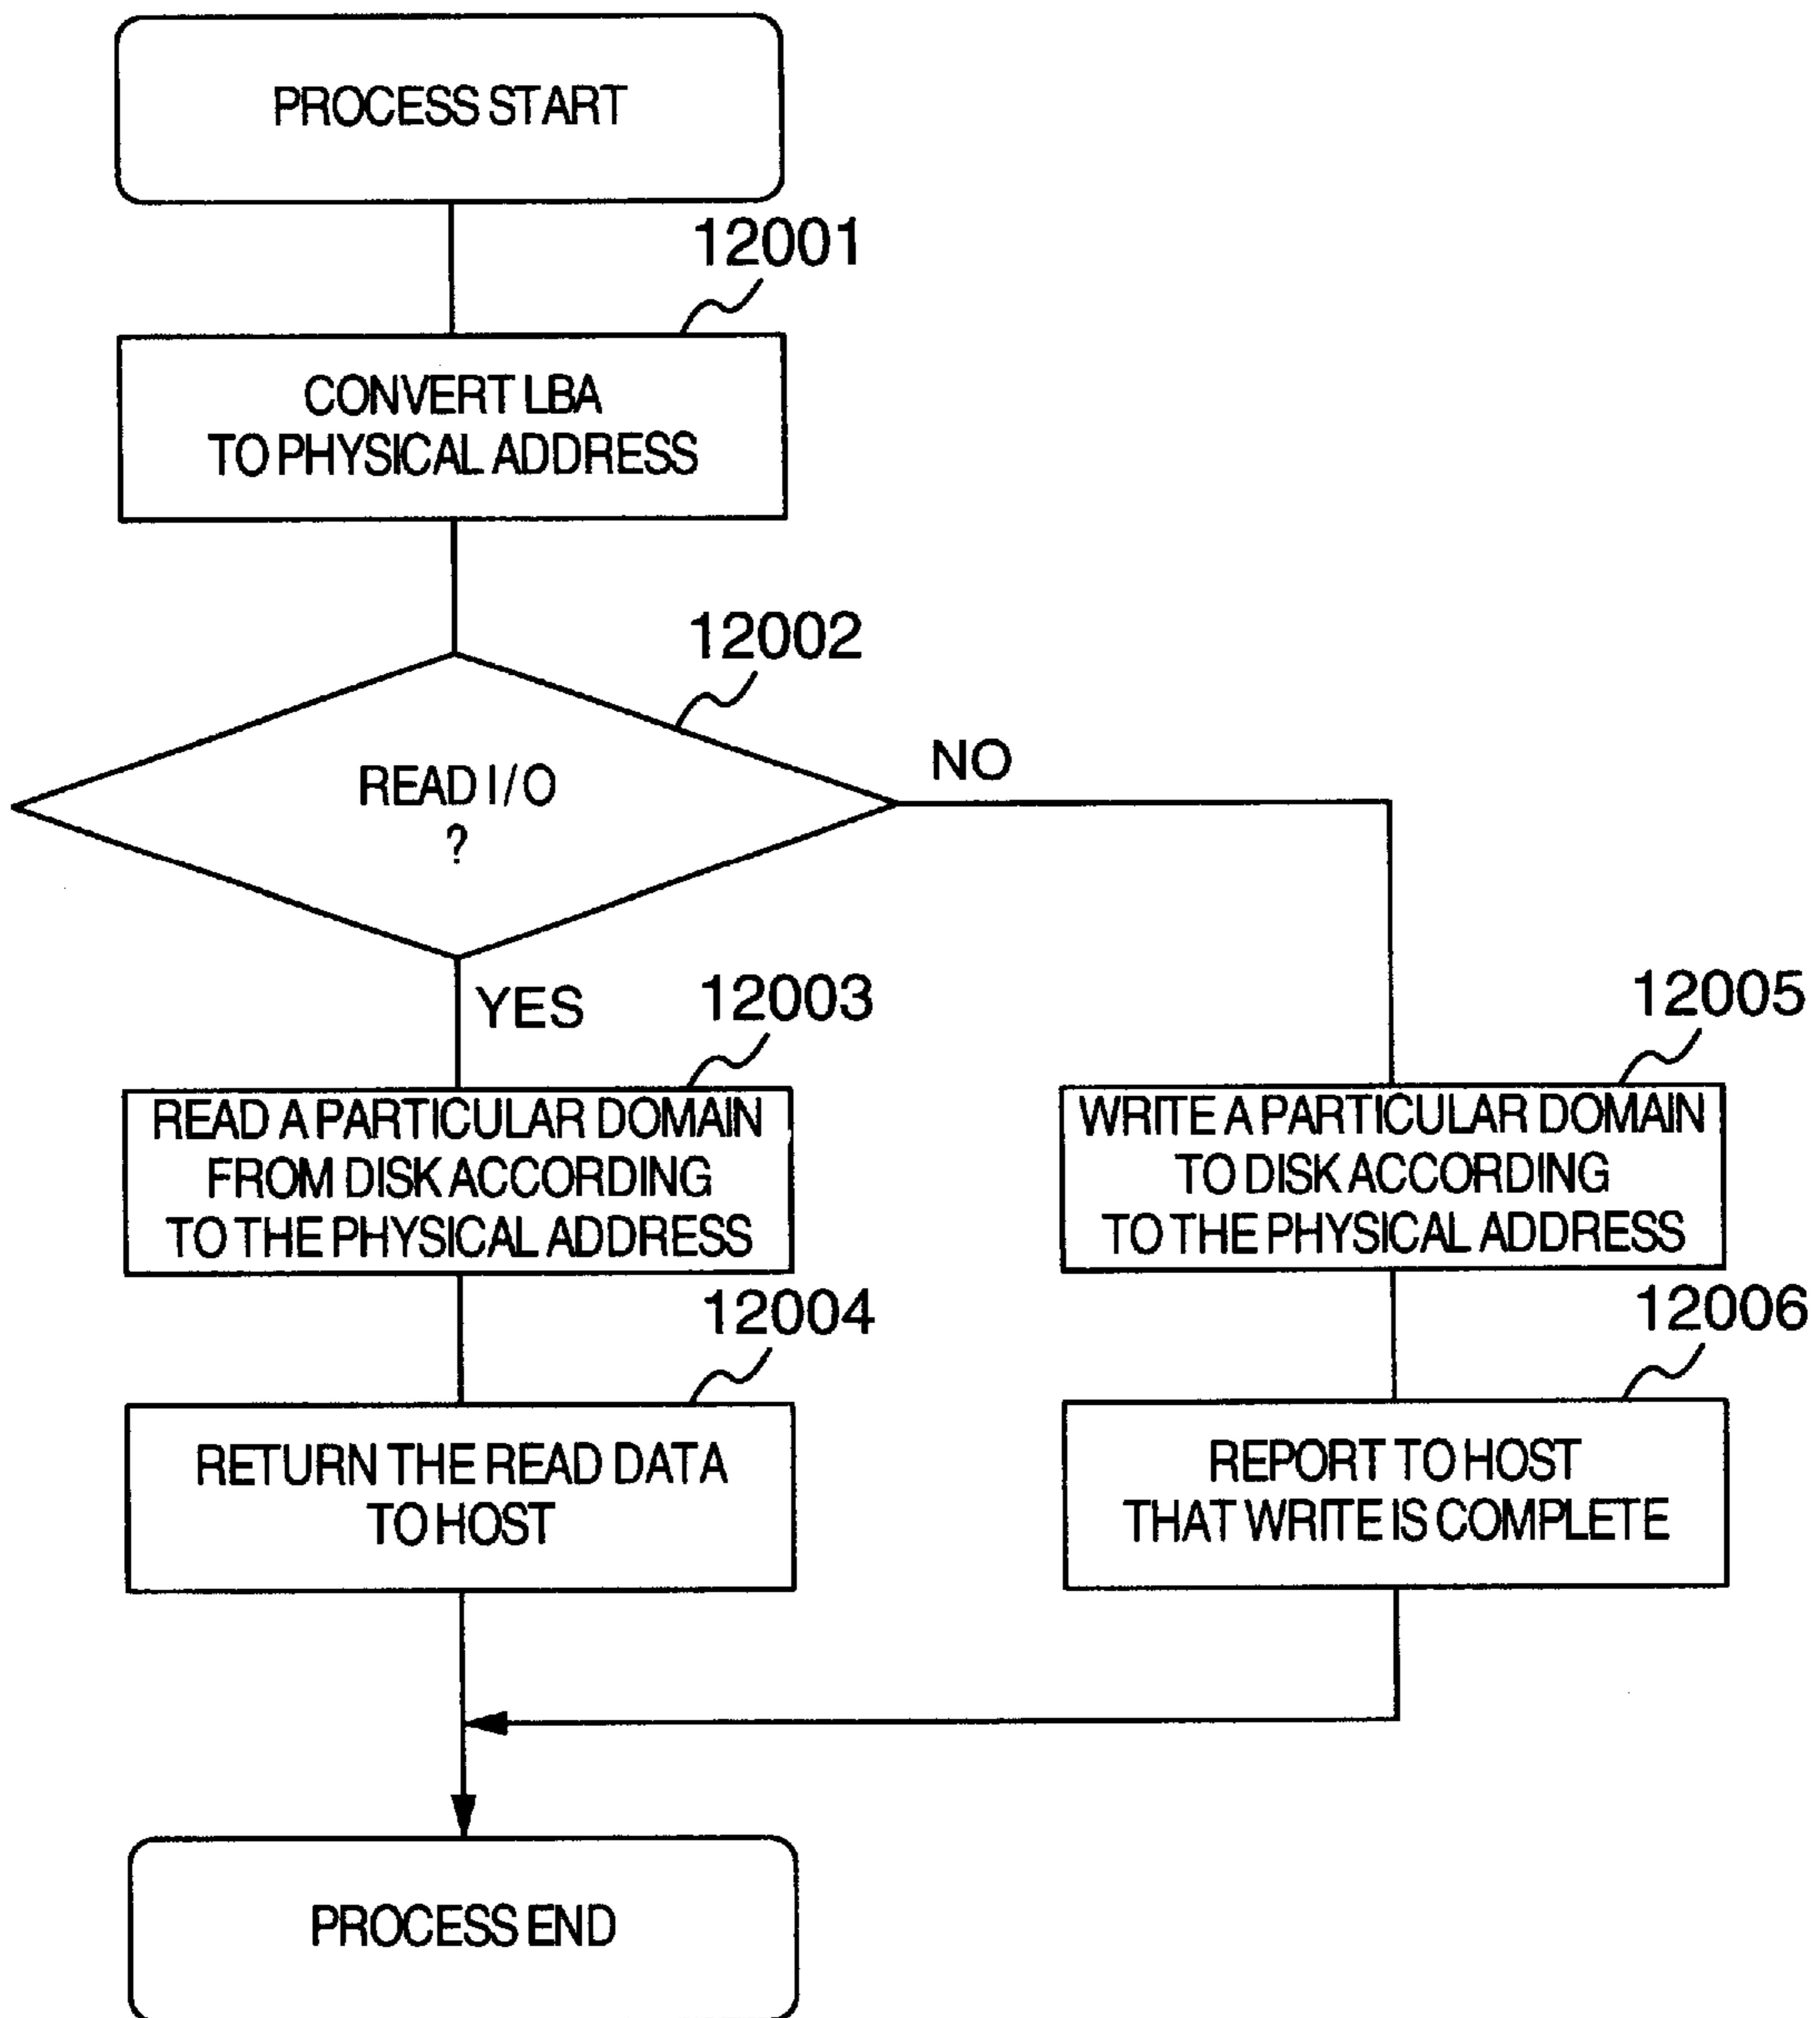 PROCESS START
12001
CONVERT LBA
TO PHYSICAL ADDRESS
12002
READ I/O
?
NO
YES
12003
READ A PARTICULAR DOMAIN
FROM DISK ACCORDING
TO THE PHYSICAL ADDRESS
12005
WRITE A PARTICULAR DOMAIN
TO DISK ACCORDING
TO THE PHYSICAL ADDRESS
12004
RETURN THE READ DATA
TO HOST
12006
REPORT TO HOST
THAT WRITE IS COMPLETE
PROCESS END